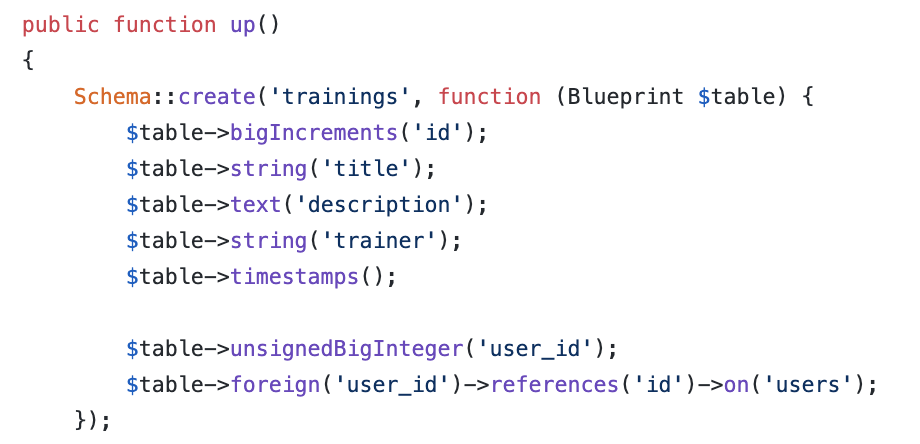 public function up()
{
    Schema::create('trainings', function (Blueprint $table) {
        $table->bigIncrements('id');
        $table->string('title');
        $table->text('description');
        $table->string('trainer');
        $table->timestamps();

        $table->unsignedBigInteger('user_id');
        $table->foreign('user_id')->references('id')->on('users');
    });